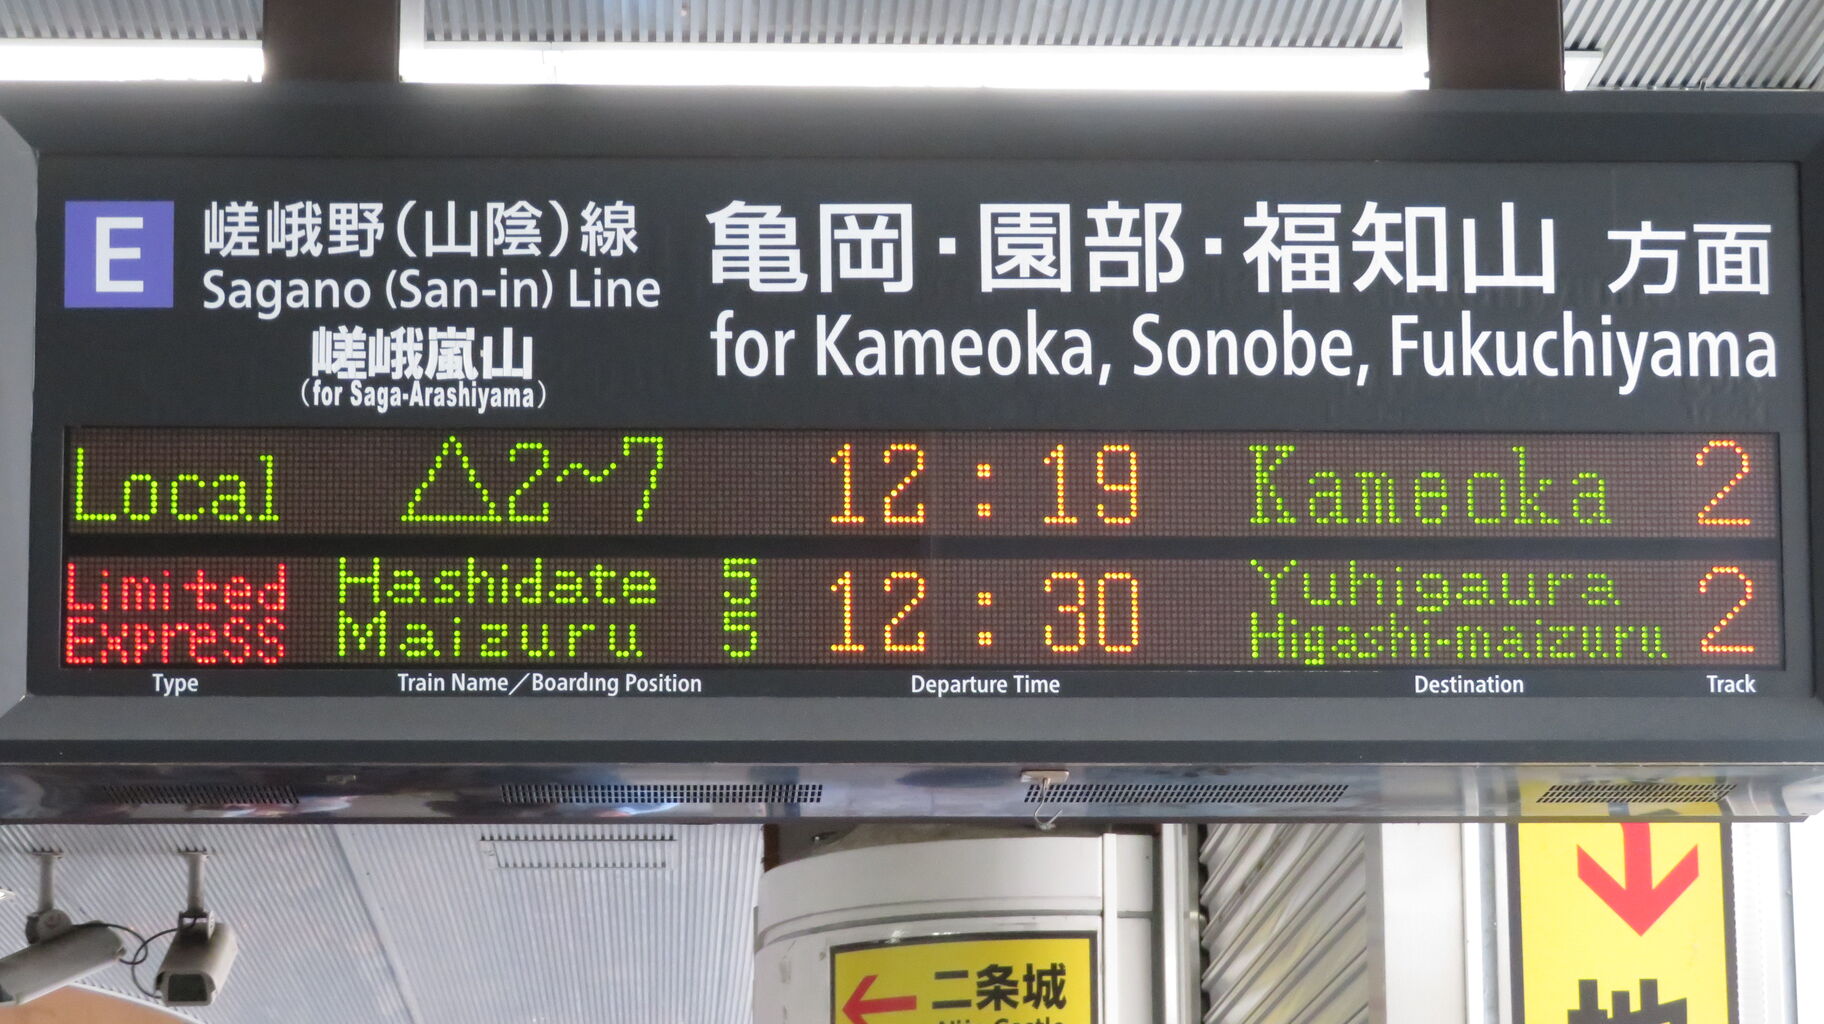 E
嵯峨野(山陰)線
Sagano (San-in) Line
嵯峨嵐山
(for Saga-Arashiyama)
亀岡・園部・福知山 方面
for Kameoka, Sonobe, Fukuchiyama
Local △2~7 12:19 Kameoka 2
Limited Express Hashidate 5 Maizuru 5 12:30 Yuhigaura Higashi-maizuru 2
Type Train Name／Boarding Position Departure Time Destination Track
二条城
Nijo Castle
地